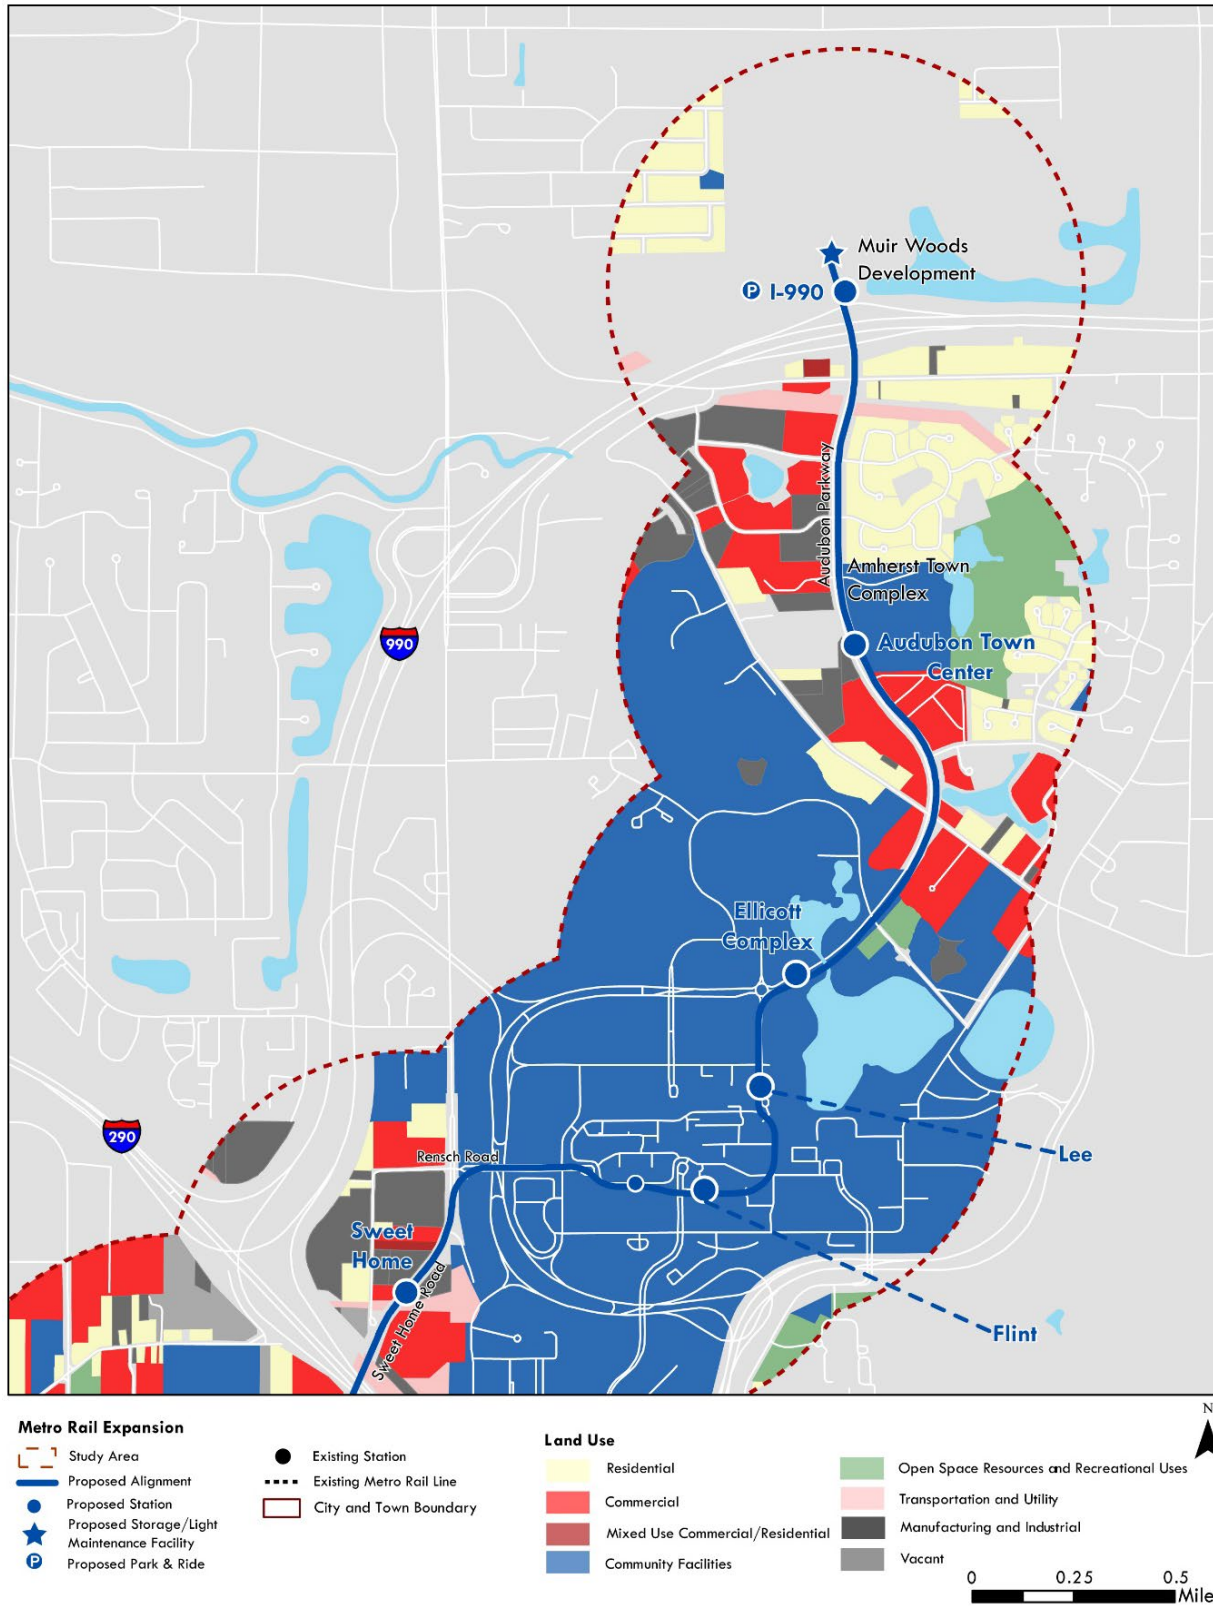 Muir Woods
Development
P I-990
Audubon Parkway
Amherst Town
Complex
Audubon Town
Center
990
Ellicott
Complex
290
Rensch Road
Lee
Sweet
Home
Sweet Home Road
Flint
Metro Rail Expansion
Study Area
Proposed Alignment
Proposed Station
Proposed Storage/Light
Maintenance Facility
P Proposed Park & Ride
Existing Station
Existing Metro Rail Line
City and Town Boundary
Land Use
Residential
Commercial
Mixed Use Commercial/Residential
Community Facilities
Open Space Resources and Recreational Uses
Transportation and Utility
Manufacturing and Industrial
Vacant
N
0 0.25 0.5
Mile